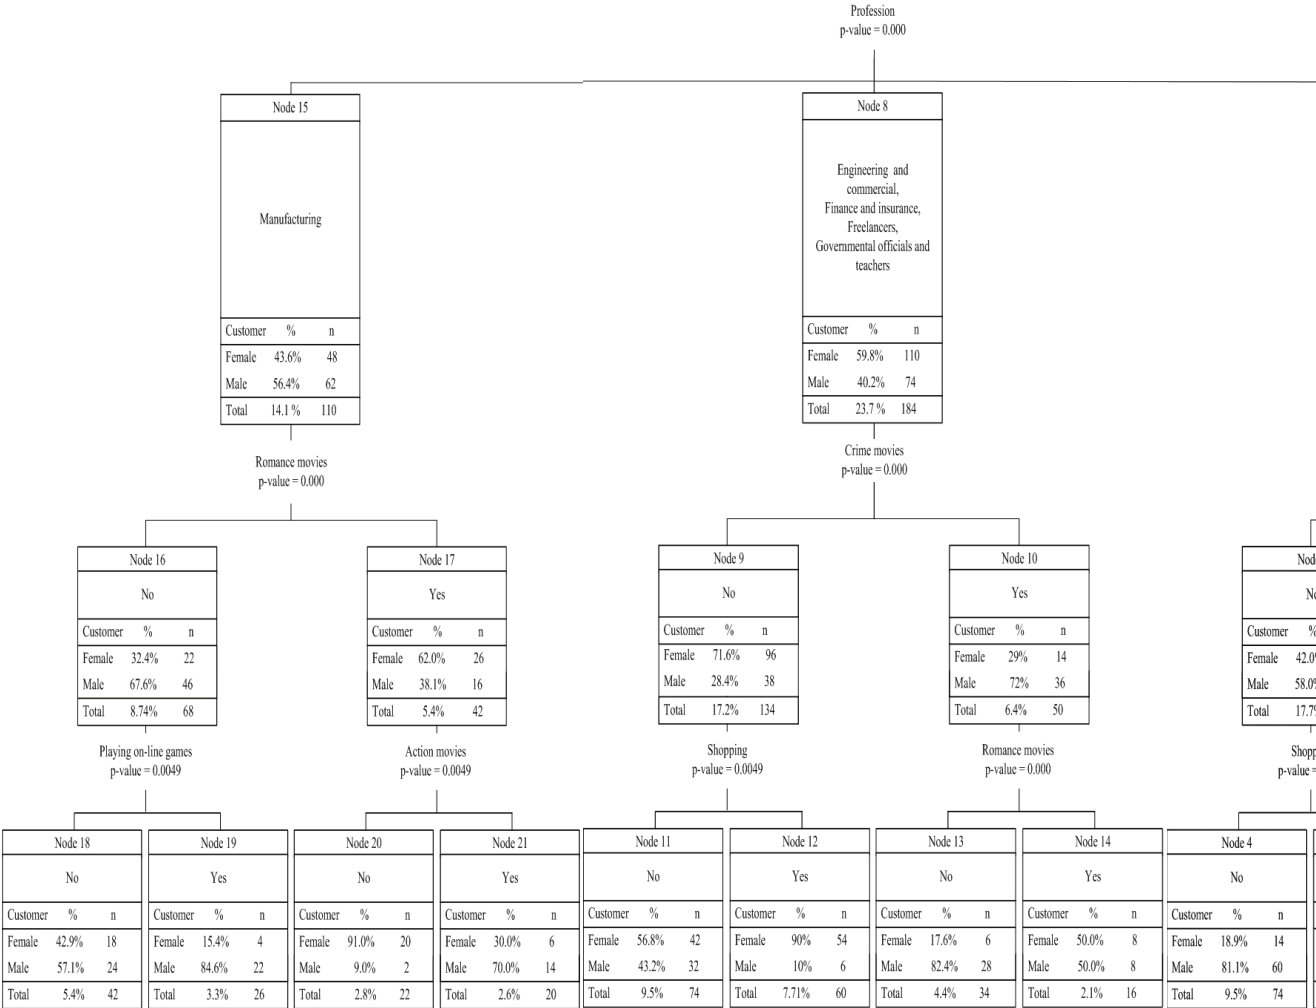 Profession
p-value = 0.000
Node 15
Manufacturing
Customer % n
Female 43.6% 48
Male 56.4% 62
Total 14.1 % 110
Node 8
Engineering and
commercial,
Finance and insurance,
Freelancers,
Governmental officials and
teachers
Customer % n
Female 59.8% 110
Male 40.2% 74
Total 23.7 % 184
Romance movies
p-value = 0.000
Crime movies
p-value = 0.000
Node 16
No
Customer % n
Female 32.4% 22
Male 67.6% 46
Total 8.74% 68
Node 17
Yes
Customer % n
Female 62.0% 26
Male 38.1% 16
Total 5.4% 42
Node 9
No
Customer % n
Female 71.6% 96
Male 28.4% 38
Total 17.2% 134
Node 10
Yes
Customer % n
Female 29% 14
Male 72% 36
Total 6.4% 50
Customer
Female 42.0
Male 58.0
Total 17.7
Playing on-line games
p-value = 0.0049
Action movies
p-value = 0.0049
Shopping
p-value = 0.0049
Romance movies
p-value = 0.000
p-value =
Node 18
No
Customer % n
Female 42.9% 18
Male 57.1% 24
Total 5.4% 42
Node 19
Yes
Customer % n
Female 15.4% 4
Male 84.6% 22
Total 3.3% 26
Node 20
No
Customer % n
Female 91.0% 20
Male 9.0% 2
Total 2.8% 22
Node 21
Yes
Customer % n
Female 30.0% 6
Male 70.0% 14
Total 2.6% 20
Node 11
No
Customer % n
Female 56.8% 42
Male 43.2% 32
Total 9.5% 74
Node 12
Yes
Customer % n
Female 90% 54
Male 10% 6
Total 7.71% 60
Node 13
No
Customer % n
Female 17.6% 6
Male 82.4% 28
Total 4.4% 34
Node 14
Yes
Customer % n
Female 50.0% 8
Male 50.0% 8
Total 2.1% 16
Node 4
No
Customer % n
Female 18.9% 14
Male 81.1% 60
Total 9.5% 74